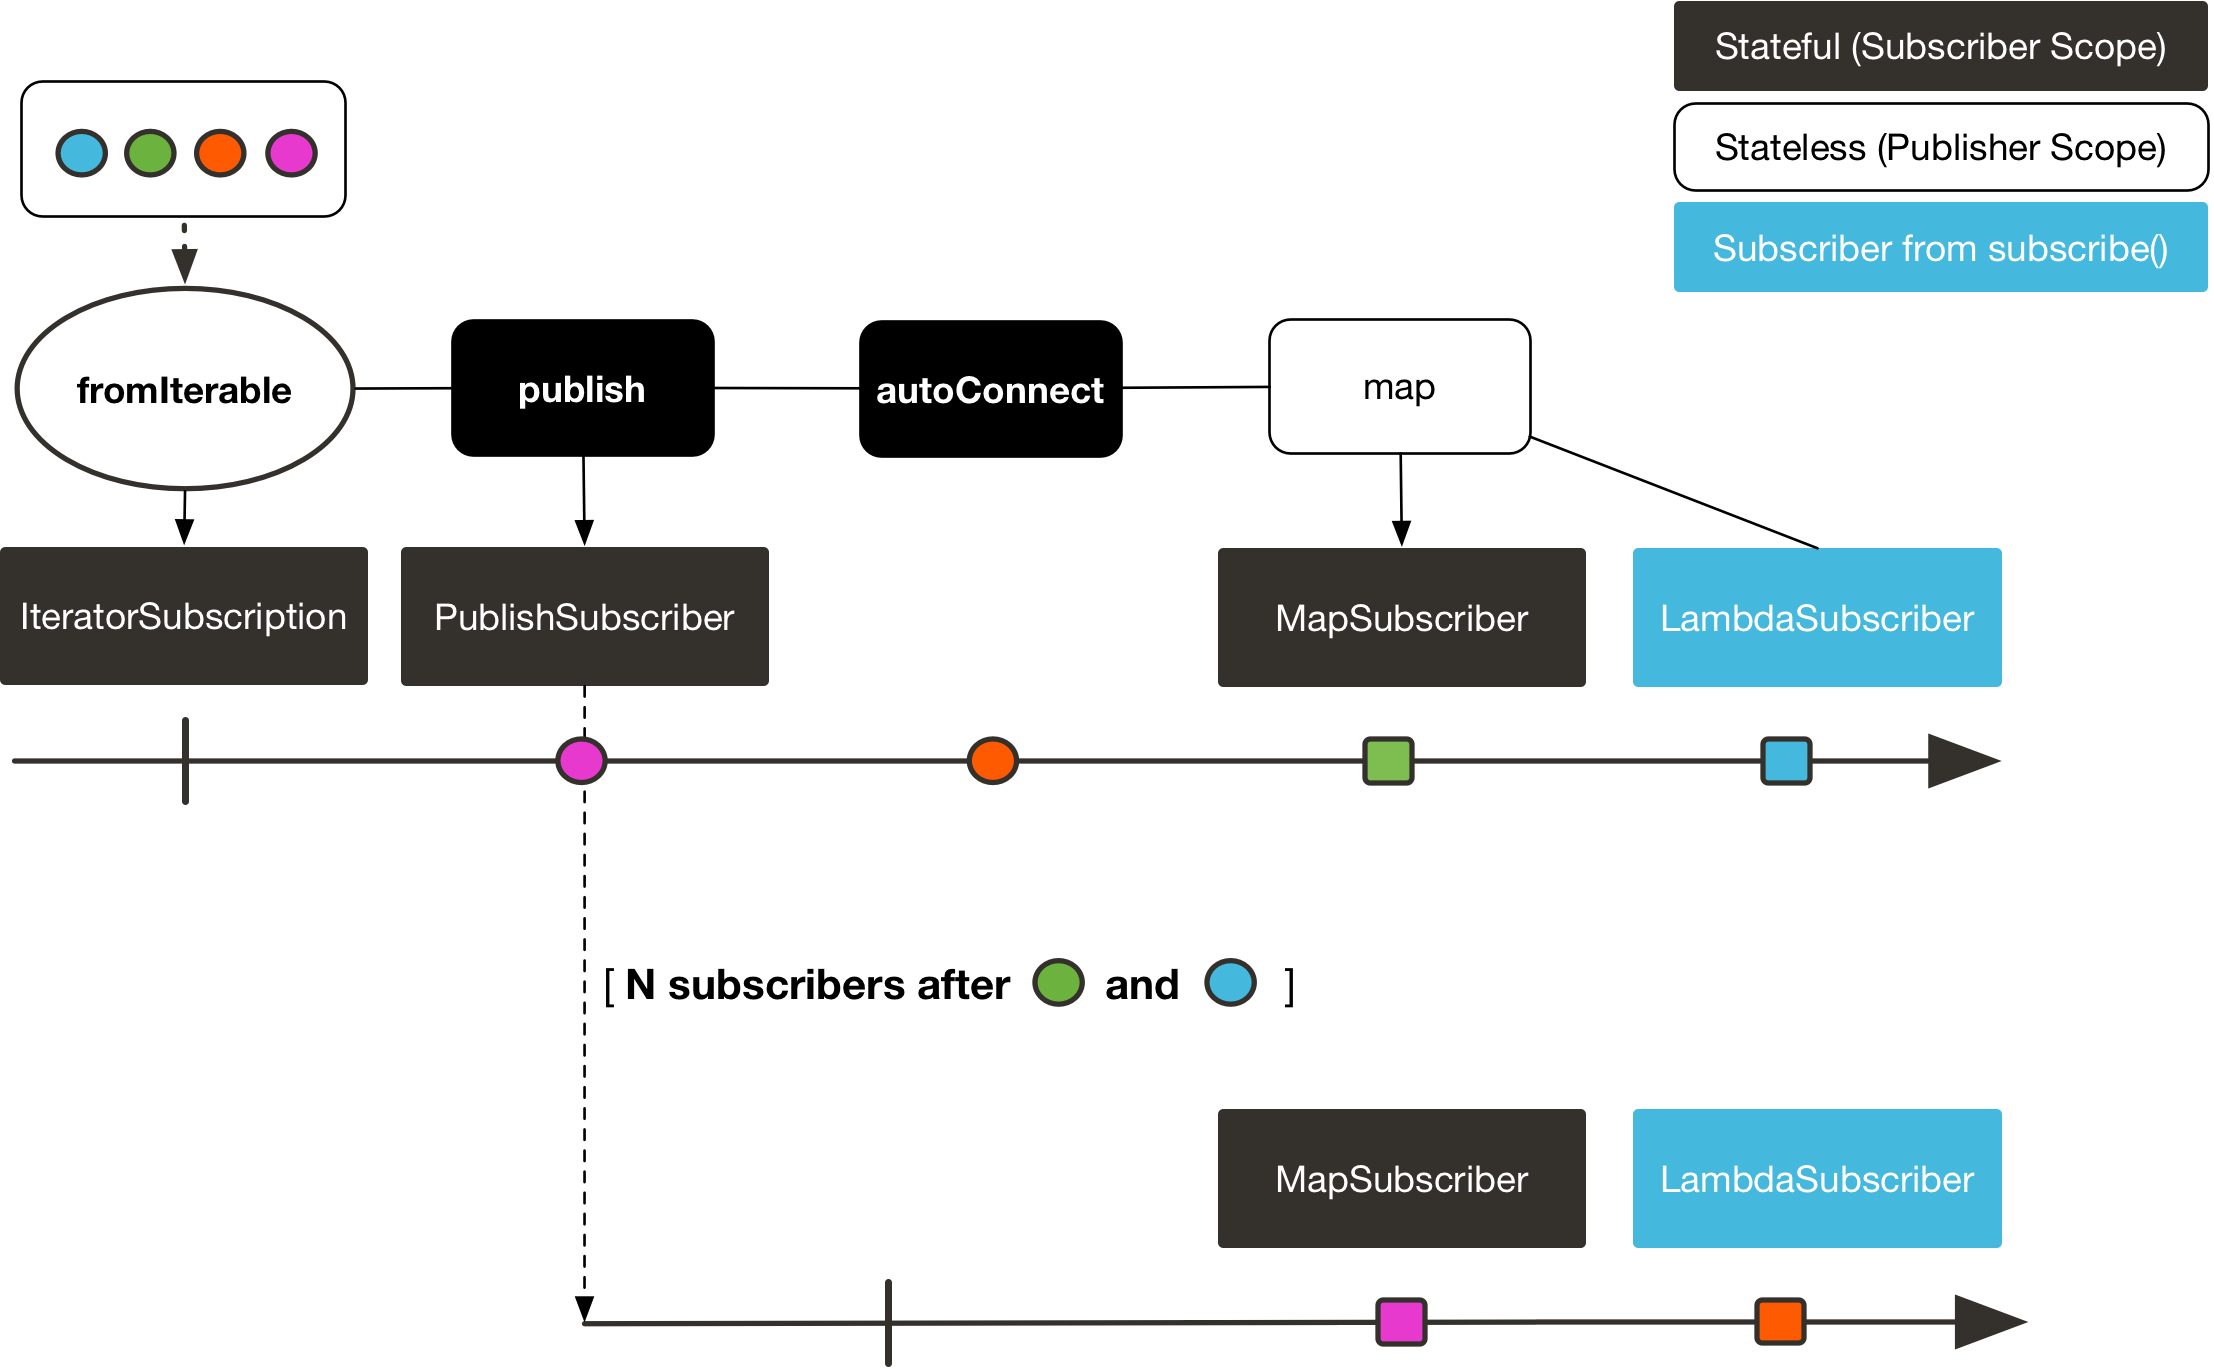 Stateful (Subscriber Scope)
Stateless (Publisher Scope)
Subscriber from subscribe()
fromIterable
publish
autoConnect
map
IteratorSubscription
PublishSubscriber
MapSubscriber
LambdaSubscriber
[ N subscribers after and ]
MapSubscriber
LambdaSubscriber